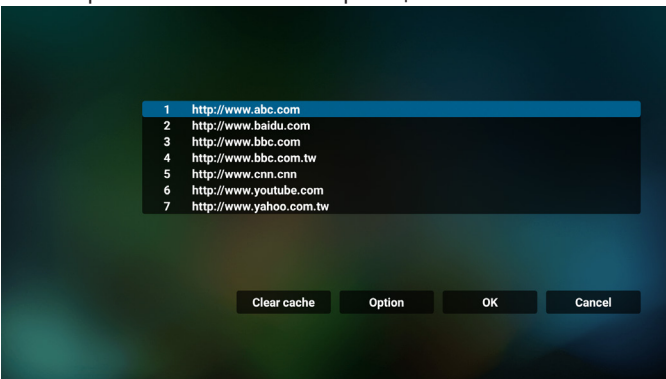 1 http://www.abc.com
2 http://www.baidu.com
3 http://www.bbc.com
4 http://www.bbc.com.tw
5 http://www.cnn.cnn
6 http://www.youtube.com
7 http://www.yahoo.com.tw
Clear cache Option OK Cancel